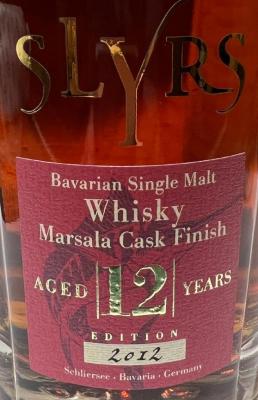 SLYRS
Bavarian Single Malt
Whisky
Marsala Cask Finish
AGED 12 YEARS
EDITION
2012
Schliersee · Bavaria · Germany